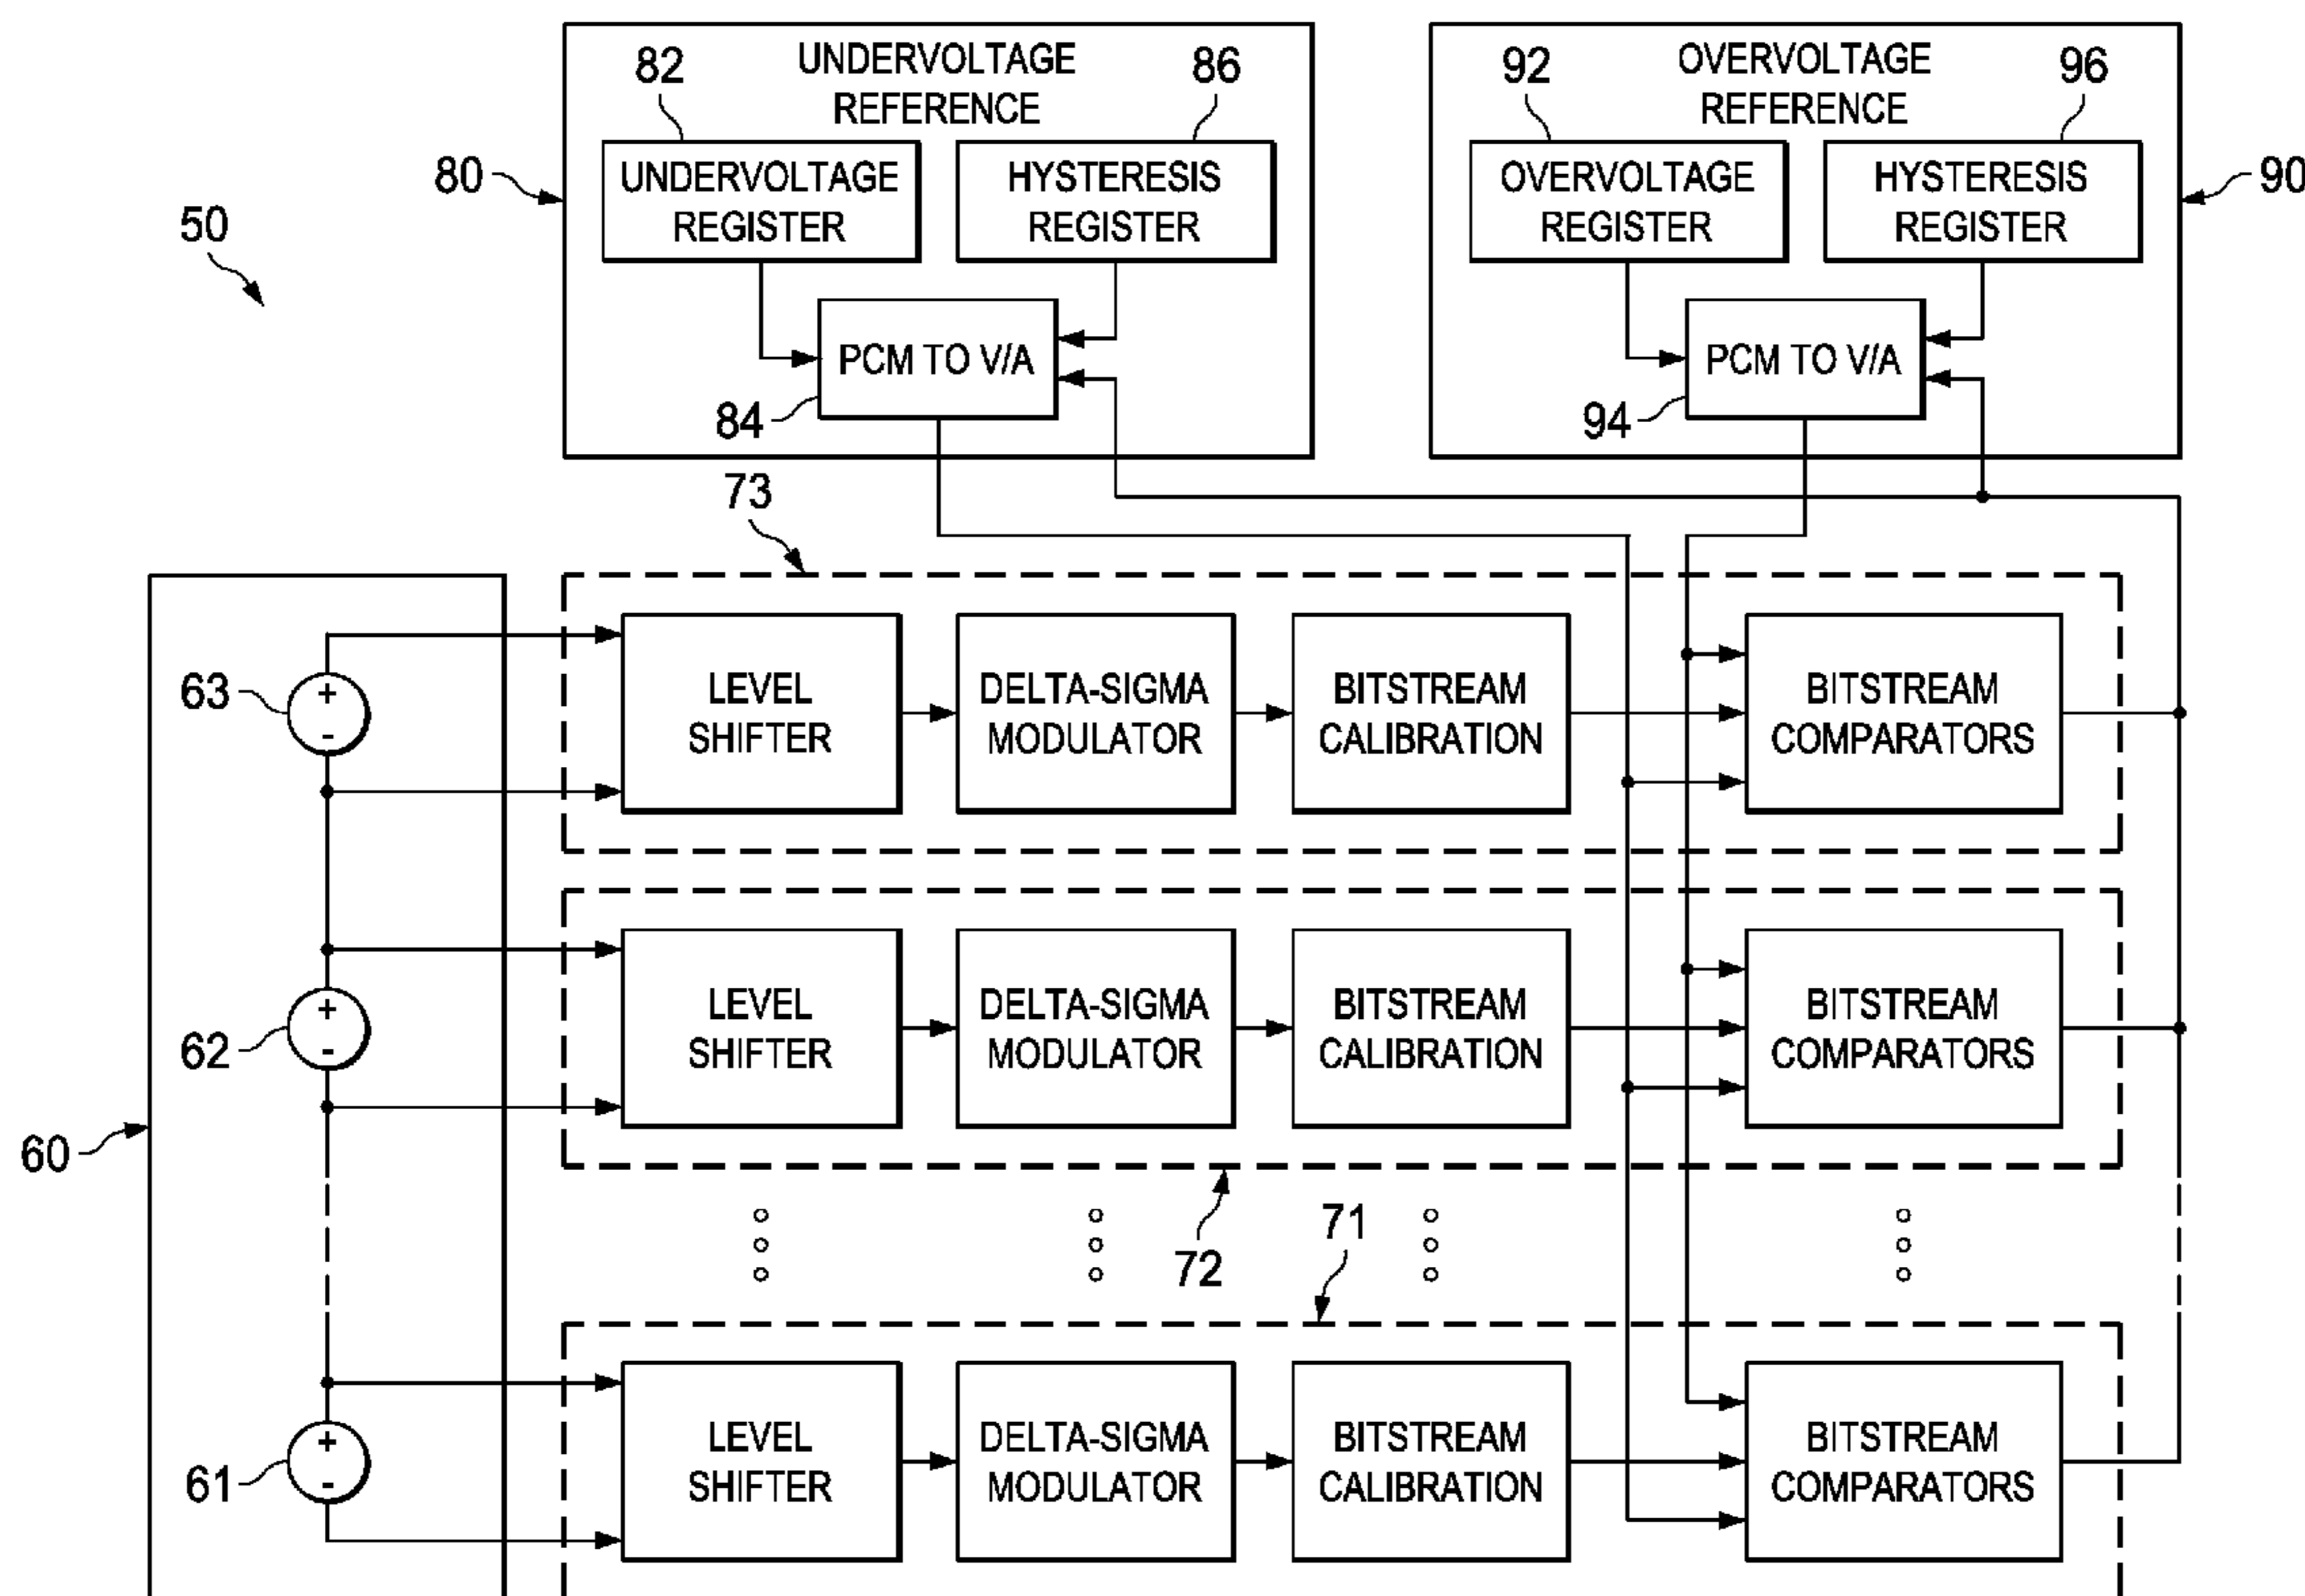 UNDERVOLTAGE
REFERENCE
82
86
UNDERVOLTAGE
REGISTER
HYSTERESIS
REGISTER
80
PCM TO V/A
84
OVERVOLTAGE
REFERENCE
92
96
OVERVOLTAGE
REGISTER
HYSTERESIS
REGISTER
90
PCM TO V/A
94
50
73
63
+
-
LEVEL
SHIFTER
DELTA-SIGMA
MODULATOR
BITSTREAM
CALIBRATION
BITSTREAM
COMPARATORS
62
+
-
LEVEL
SHIFTER
DELTA-SIGMA
MODULATOR
BITSTREAM
CALIBRATION
BITSTREAM
COMPARATORS
60
72
71
61
+
-
LEVEL
SHIFTER
DELTA-SIGMA
MODULATOR
BITSTREAM
CALIBRATION
BITSTREAM
COMPARATORS